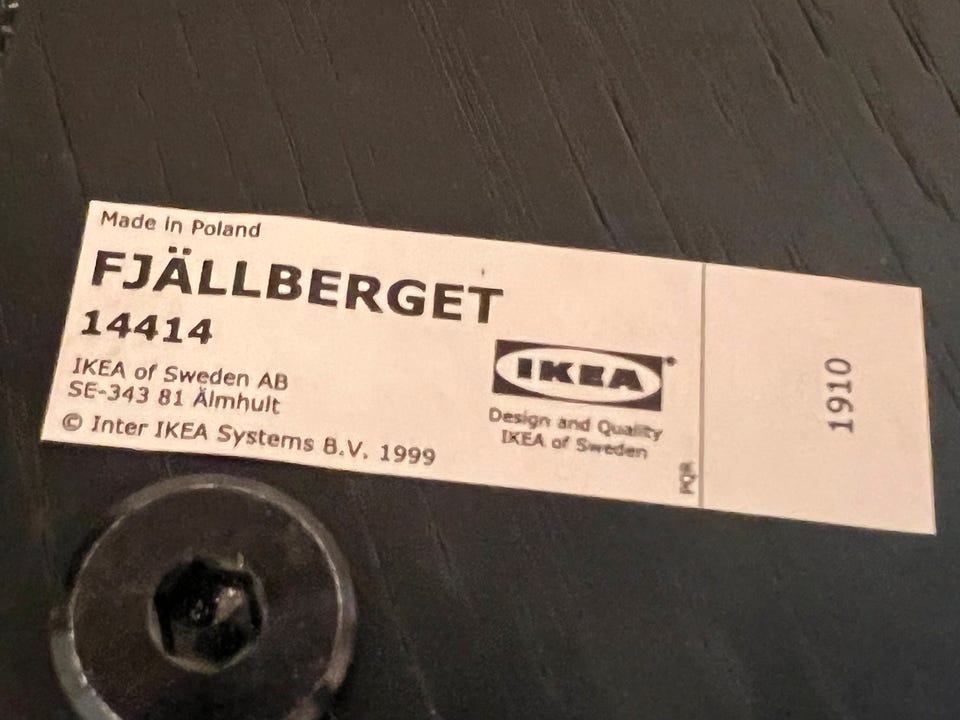 Made in Poland
FJÄLLBERGET
14414
IKEA of Sweden AB
SE-343 81 Älmhult
© Inter IKEA Systems B.V. 1999
IKEA
Design and Quality
IKEA of Sweden
1910